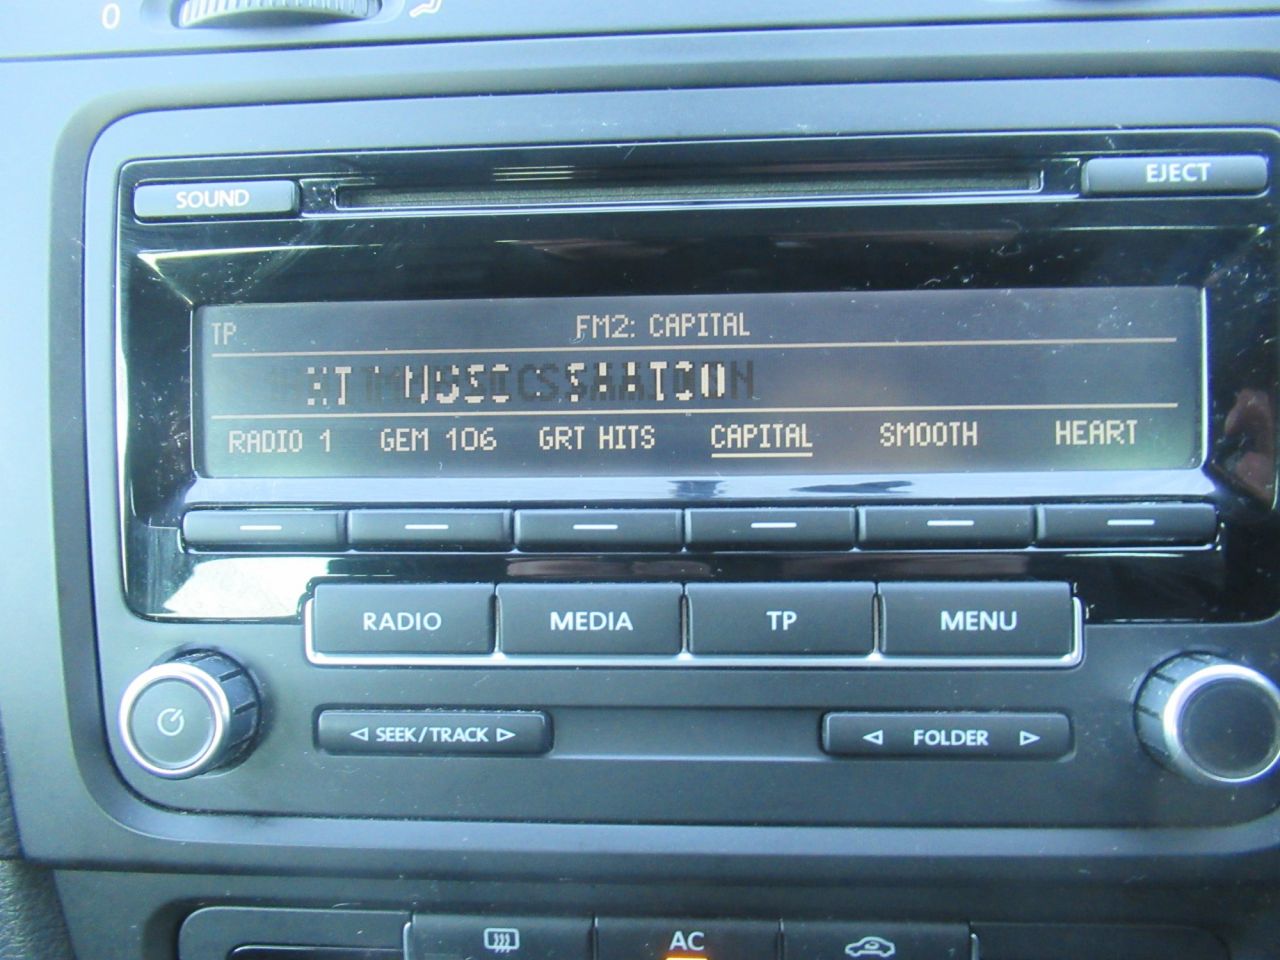 0
SOUND
EJECT
TP
FM2: CAPITAL
RADIO 1 GEM 106 GRT HITS CAPITAL SMOOTH HEART
RADIO MEDIA TP MENU
SEEK/TRACK FOLDER
AC